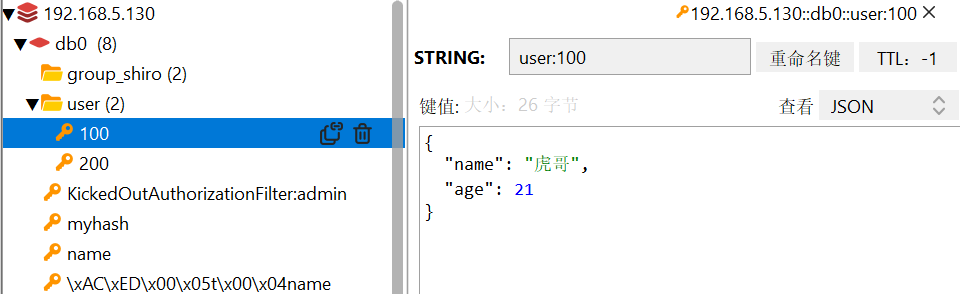 192.168.5.130
db0 (8)
group_shiro (2)
user (2)
100
200
KickedOutAuthorizationFilter:admin
myhash
name
\xAC\xED\x00\x05t\x00\x04name
192.168.5.130::db0::user:100
STRING: user:100 重命名键 TTL：-1
键值: 大小：26 字节 查看 JSON
{
"name": "虎哥",
"age": 21
}